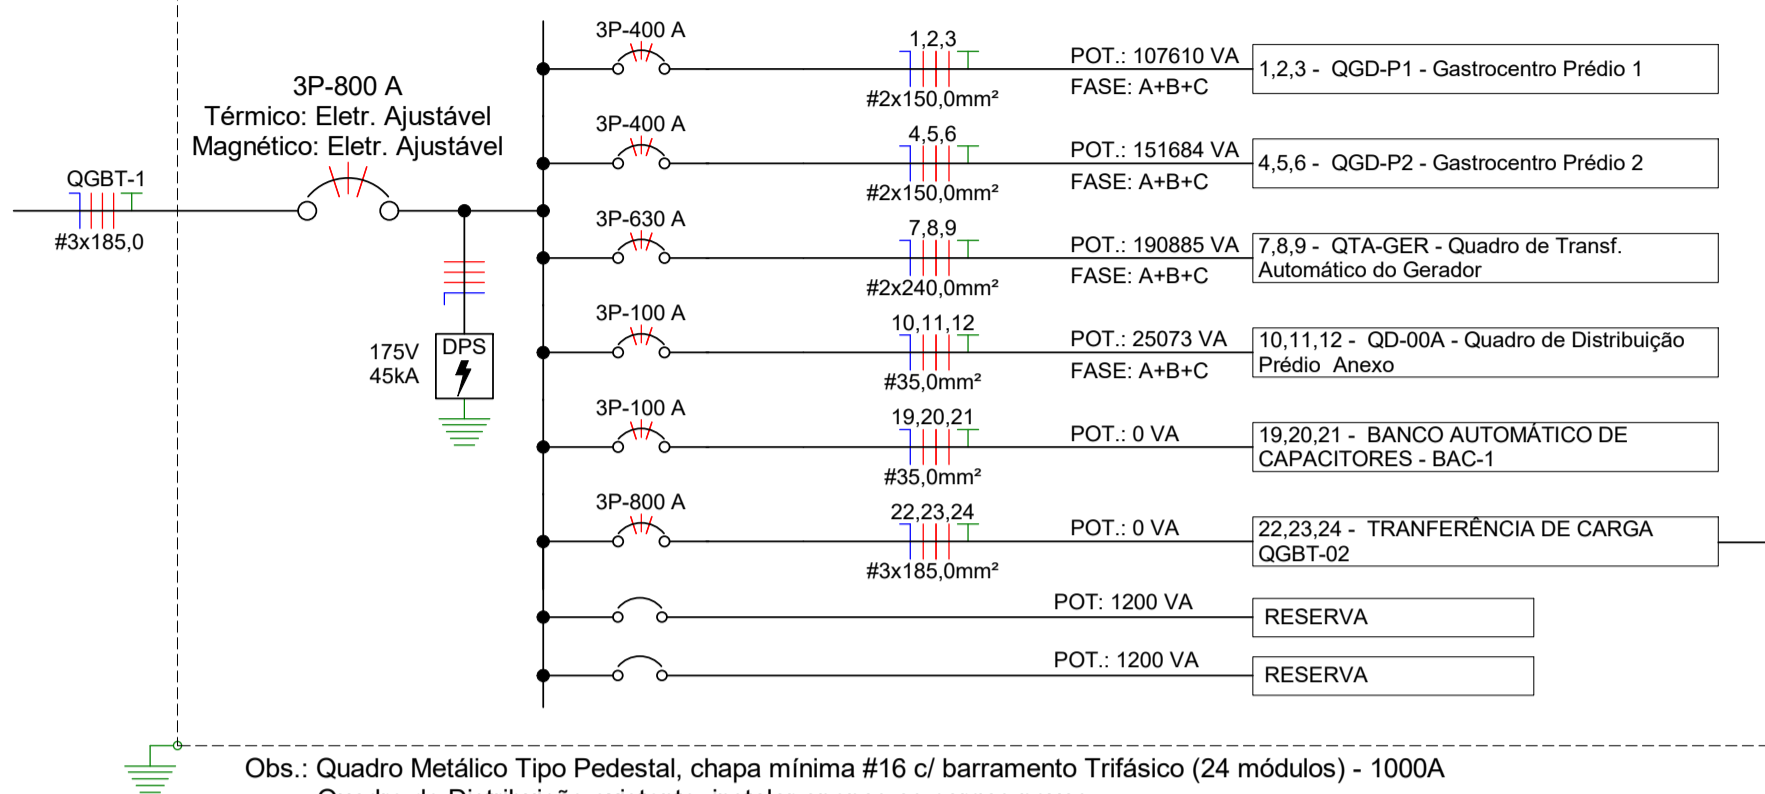 QGBT-1
#3x185,0
3P-800 A
Térmico: Eletr. Ajustável
Magnético: Eletr. Ajustável
175V
45kA
DPS
3P-400 A
1,2,3
#2x150,0mm²
POT.: 107610 VA
FASE: A+B+C
1,2,3 - QGD-P1 - Gastrocentro Prédio 1
3P-400 A
4,5,6
#2x150,0mm²
POT.: 151684 VA
FASE: A+B+C
4,5,6 - QGD-P2 - Gastrocentro Prédio 2
3P-630 A
7,8,9
#2x240,0mm²
POT.: 190885 VA
FASE: A+B+C
7,8,9 - QTA-GER - Quadro de Transf.
Automático do Gerador
3P-100 A
10,11,12
#35,0mm²
POT.: 25073 VA
FASE: A+B+C
10,11,12 - QD-00A - Quadro de Distribuição
Prédio Anexo
3P-100 A
19,20,21
#35,0mm²
POT.: 0 VA
19,20,21 - BANCO AUTOMÁTICO DE
CAPACITORES - BAC-1
3P-800 A
22,23,24
#3x185,0mm²
POT.: 0 VA
22,23,24 - TRANFERÊNCIA DE CARGA
QGBT-02
POT: 1200 VA
RESERVA
POT.: 1200 VA
RESERVA
Obs.: Quadro Metálico Tipo Pedestal, chapa mínima #16 c/ barramento Trifásico (24 módulos) - 1000A